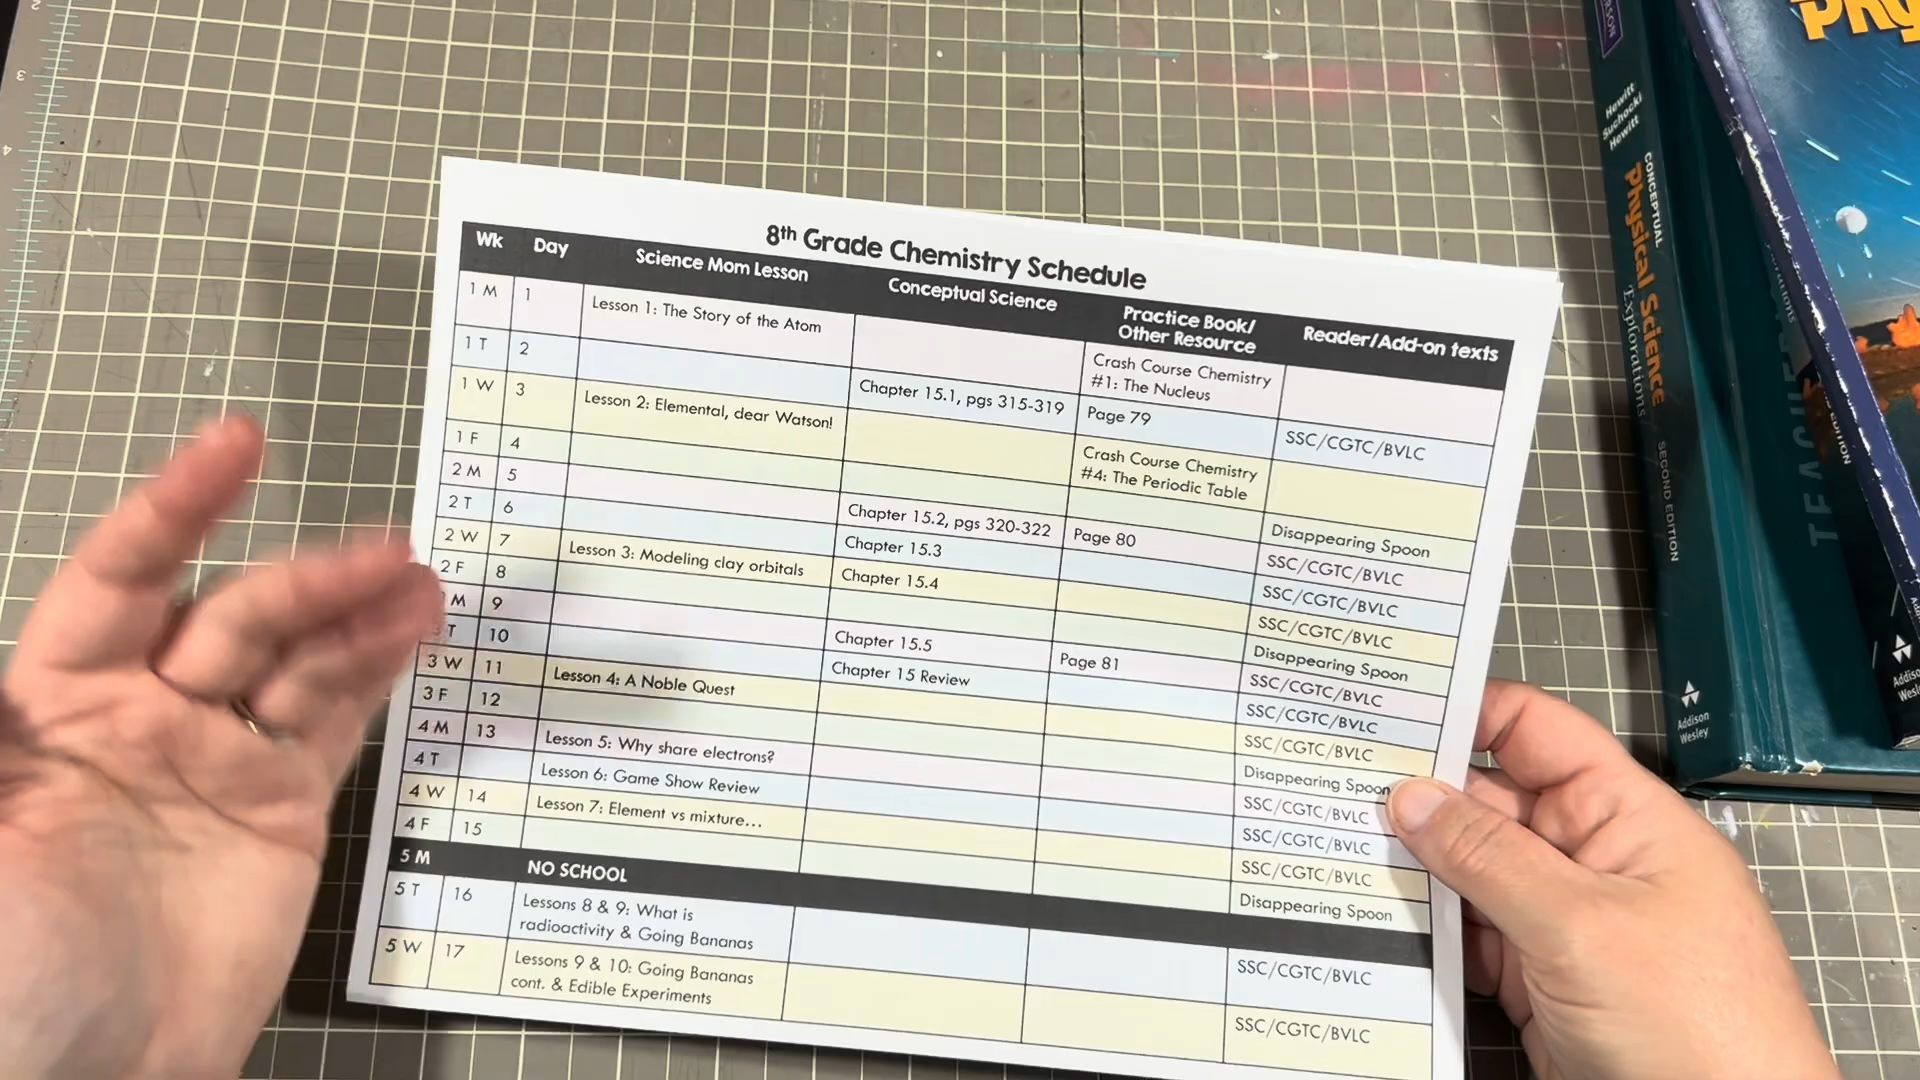 8th Grade Chemistry Schedule
Wk Day Science Mom Lesson Conceptual Science Practice Book/ Reader/Add-on texts
Other Resource
1 M 1 Lesson 1: The Story of the Atom Crash Course Chemistry
#1: The Nucleus
1 T 2 Chapter 15.1, pgs 315-319 Page 79 SSC/CGTC/BVLC
1 W 3 Lesson 2: Elemental, dear Watson! Crash Course Chemistry
#4: The Periodic Table
1 F 4 Disappearing Spoon
2 M 5 Chapter 15.2, pgs 320-322 Page 80 SSC/CGTC/BVLC
2 T 6 Chapter 15.3 SSC/CGTC/BVLC
2 W 7 Lesson 3: Modeling clay orbitals Chapter 15.4 SSC/CGTC/BVLC
2 F 8 Disappearing Spoon
M 9 Chapter 15.5 Page 81 SSC/CGTC/BVLC
3 T 10 Chapter 15 Review SSC/CGTC/BVLC
3 W 11 Lesson 4: A Noble Quest SSC/CGTC/BVLC
3 F 12 Disappearing Spoon
4 M 13 Lesson 5: Why share electrons? SSC/CGTC/BVLC
4 T Lesson 6: Game Show Review SSC/CGTC/BVLC
4 W 14 Lesson 7: Element vs mixture... SSC/CGTC/BVLC
4 F 15 Disappearing Spoon
5 M NO SCHOOL
5 T 16 Lessons 8 & 9: What is SSC/CGTC/BVLC
radioactivity & Going Bananas
5 W 17 Lessons 9 & 10: Going Bananas SSC/CGTC/BVLC
cont. & Edible Experiments
Hewitt
Suchocki
Hewitt
CONCEPTUAL
Physical Science
Explorations
SECOND EDITION
Addison
Wesley
3
4